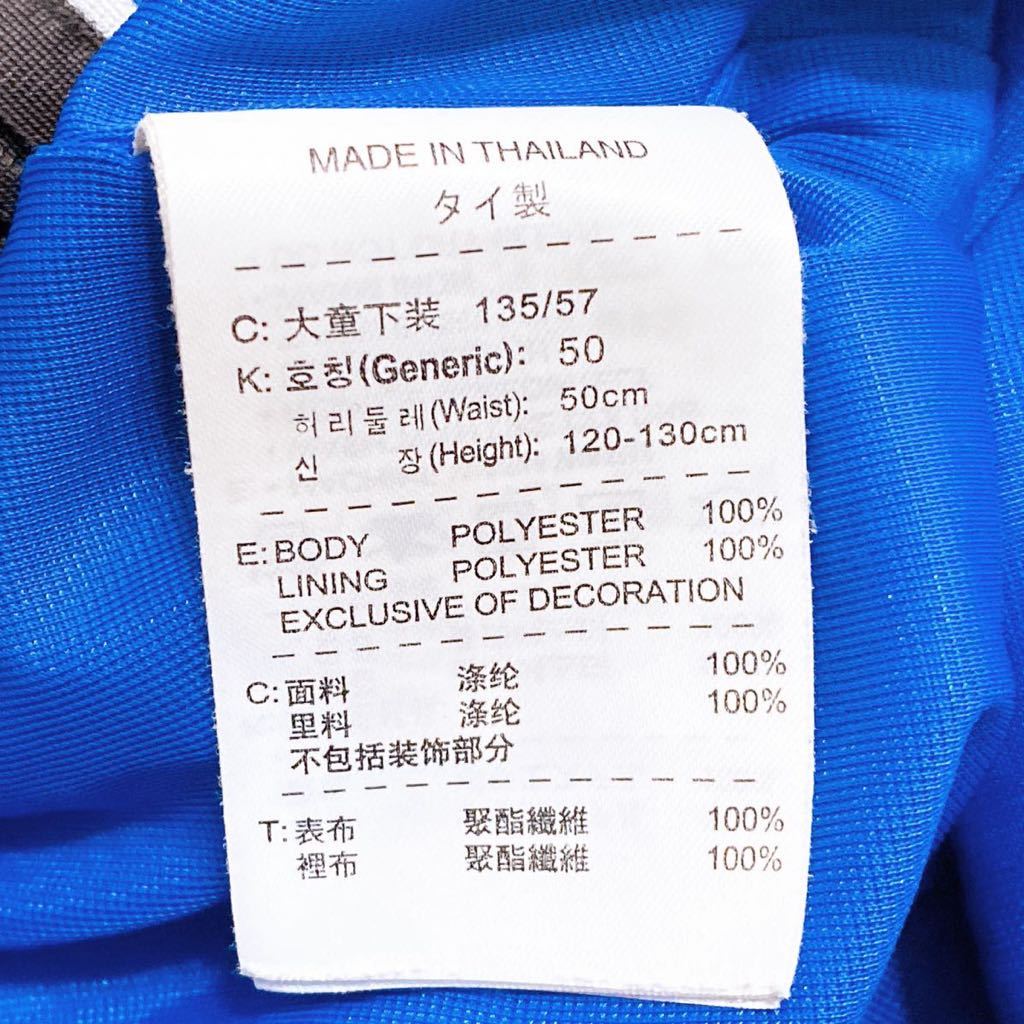 MADE IN THAILAND
タイ製
C: 大童下装 135/57
K: 호칭(Generic): 50
허리둘레(Waist): 50cm
신 장(Height): 120-130cm
E: BODY POLYESTER 100%
LINING POLYESTER 100%
EXCLUSIVE OF DECORATION
C: 面料 涤纶 100%
里料 涤纶 100%
不包括装饰部分
T: 表布 聚酯纖維 100%
裡布 聚酯纖維 100%